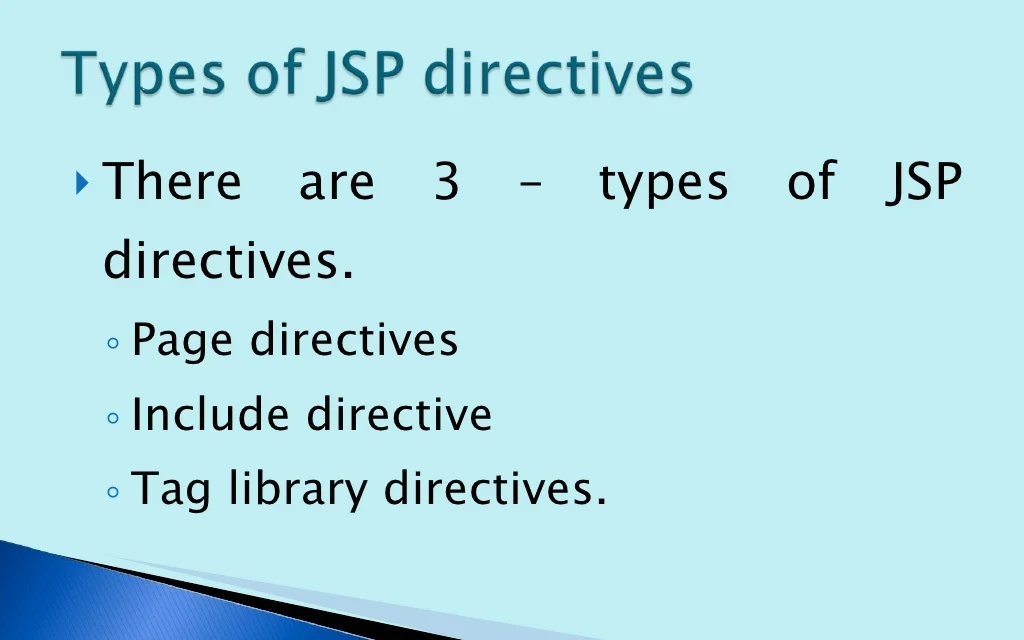 Types of JSP directives
There are 3 – types of JSP
directives.
Page directives
Include directive
Tag library directives.